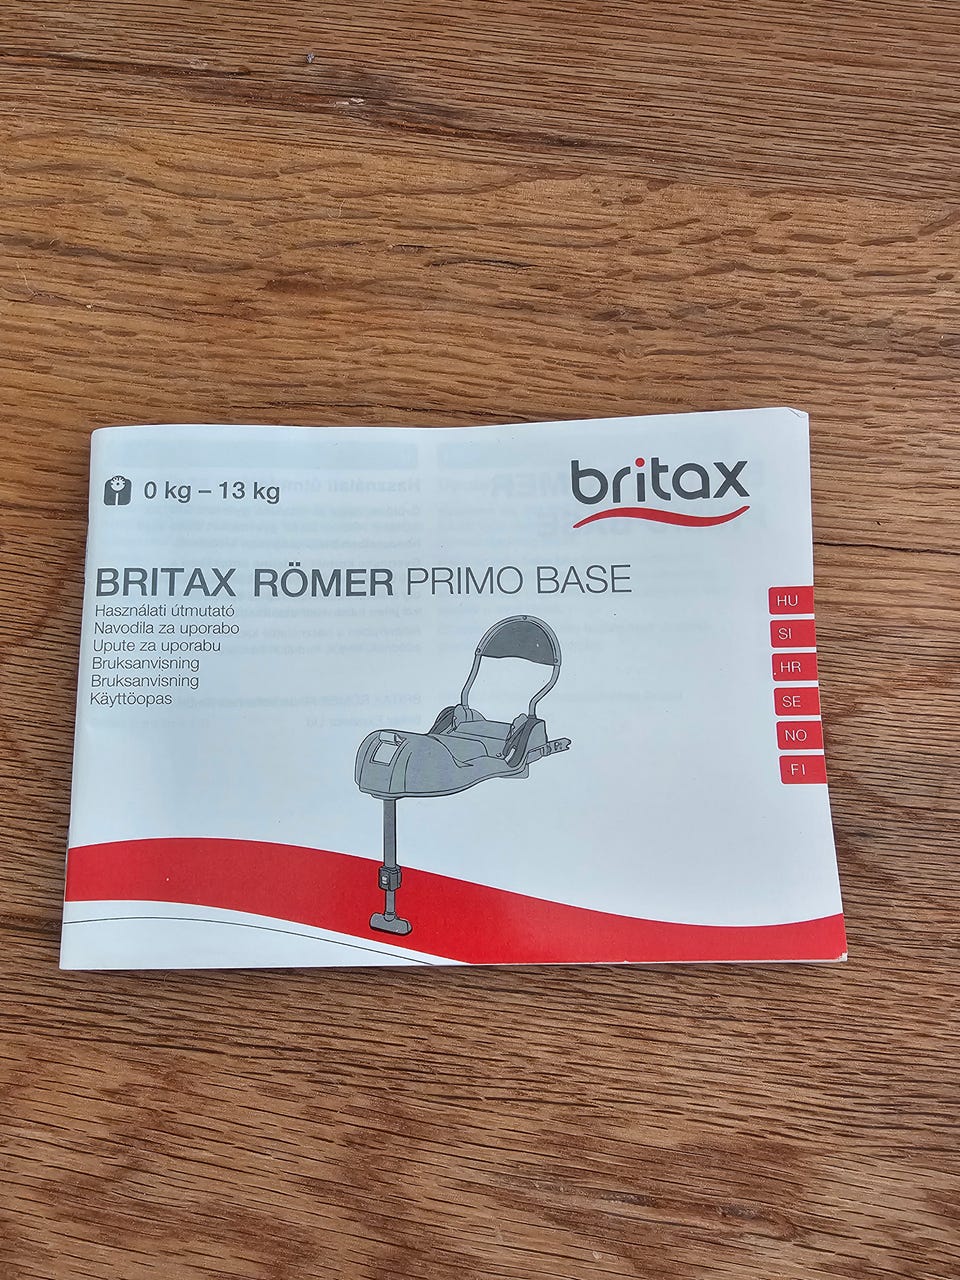 0 kg – 13 kg
britax
BRITAX RÖMER PRIMO BASE
Használati útmutató
Navodila za uporabo
Upute za uporabu
Bruksanvisning
Bruksanvisning
Käyttöopas
HU
SI
HR
SE
NO
FI